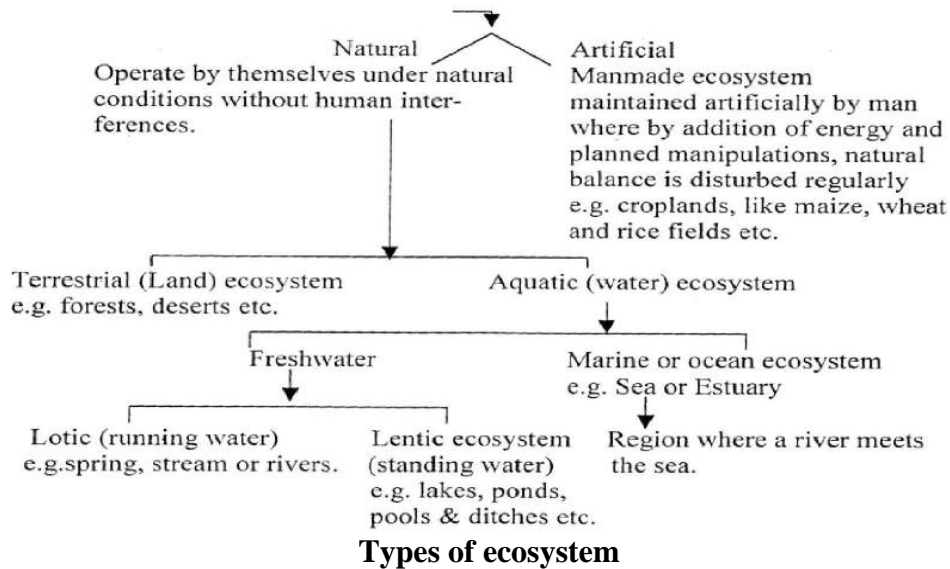 Natural
Operate by themselves under natural
conditions without human inter-
ferences.
Artificial
Manmade ecosystem
maintained artificially by man
where by addition of energy and
planned manipulations, natural
balance is disturbed regularly
e.g. croplands, like maize, wheat
and rice fields etc.
Terrestrial (Land) ecosystem
e.g. forests, deserts etc.
Aquatic (water) ecosystem
Freshwater
Marine or ocean ecosystem
e.g. Sea or Estuary
Lotic (running water)
e.g.spring, stream or rivers.
Lentic ecosystem
(standing water)
e.g. lakes, ponds,
pools & ditches etc.
Region where a river meets
the sea.
Types of ecosystem